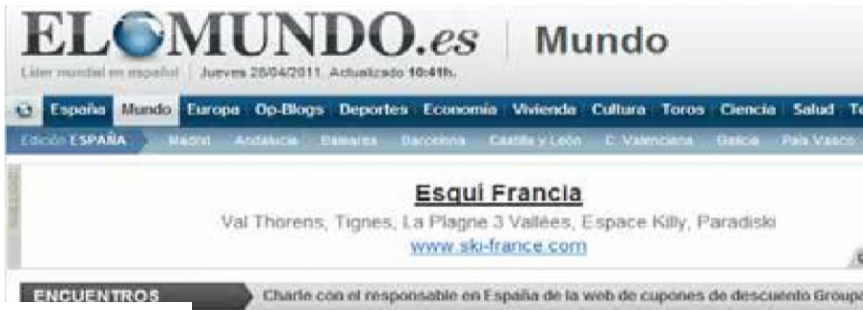 ELMUNDO.es Mundo
Líder mundial en español Jueves 28/04/2011 Actualizado 10:41h.
España Mundo Europa Op-Blogs Deportes Economía Vivienda Cultura Toros Ciencia Salud
Edición ESPAÑA Madrid Andalucía Baleares Barcelona Castilla y León C. Valenciana Galicia País Vasco
Esquí Francia
Val Thorens, Tignes, La Plagne 3 Vallées, Espace Killy, Paradiski
www.ski-france.com
ENCUENTROS Charle con el responsable en España de la web de cupones de descuento Groupa